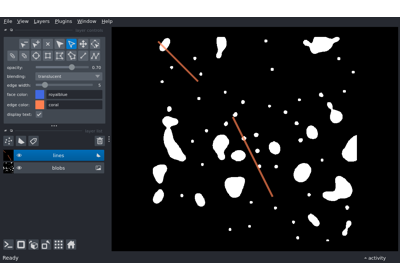 File View Layers Plugins Window Help
opacity: 0.70
blending: translucent
edge width: 5
face color: royalblue
edge color: coral
display text: ✓
lines
blobs
Ready
activity